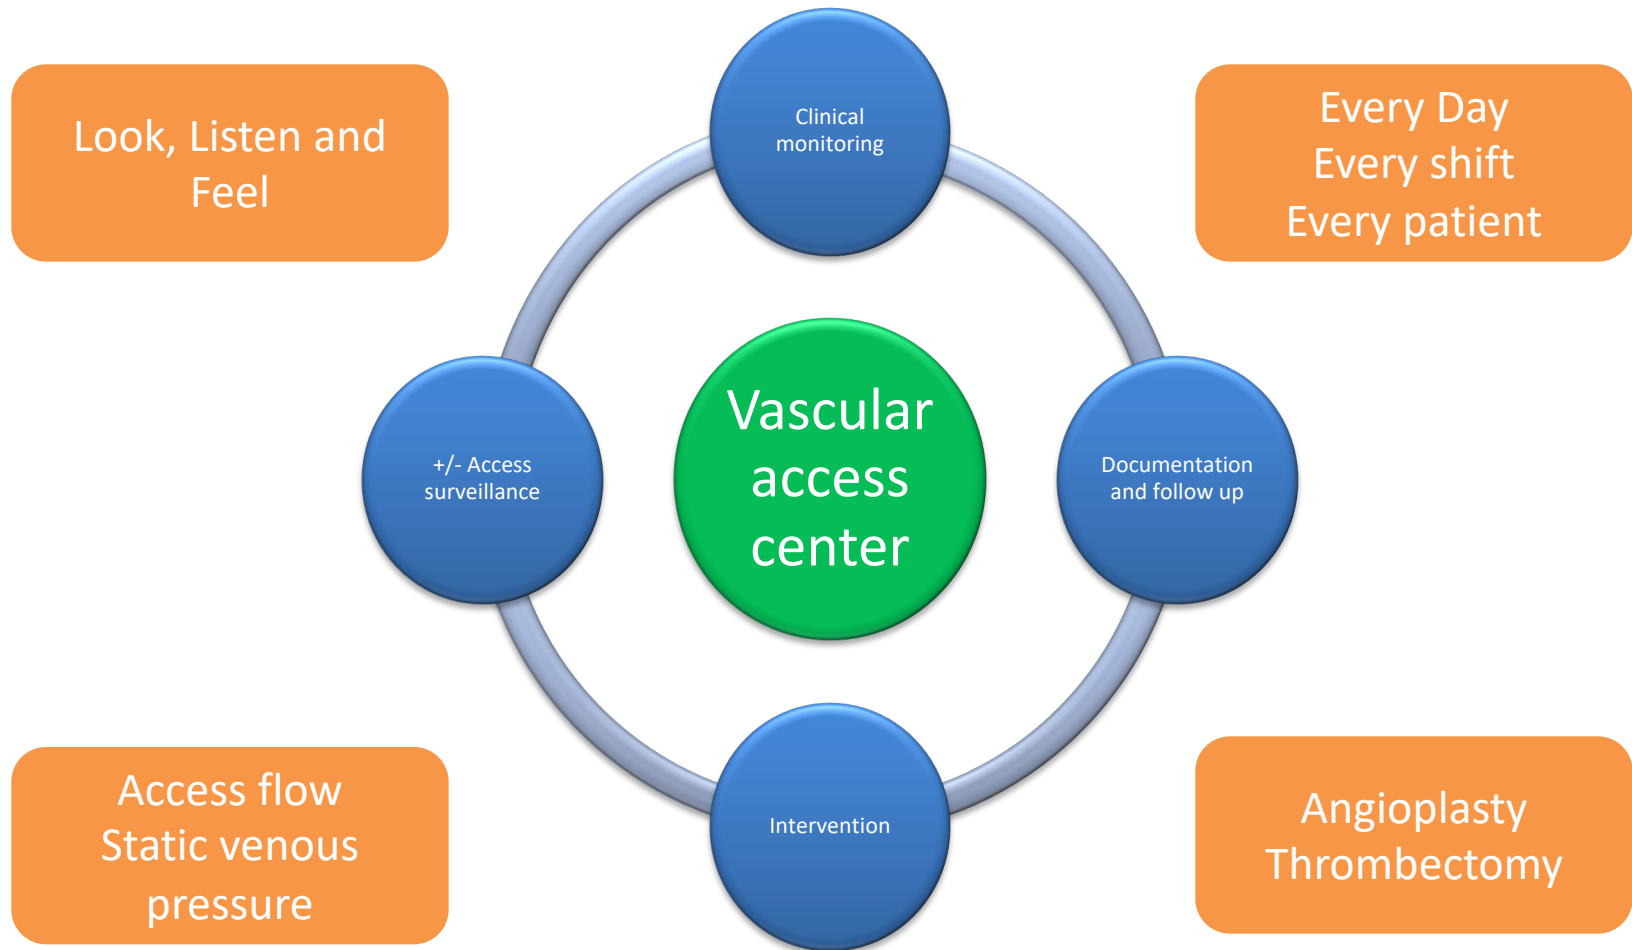 Clinical
monitoring
Look, Listen and
Feel
Every Day
Every shift
Every patient
Vascular
access
center
+/- Access
surveillance
Documentation
and follow up
Access flow
Static venous
pressure
Intervention
Angioplasty
Thrombectomy